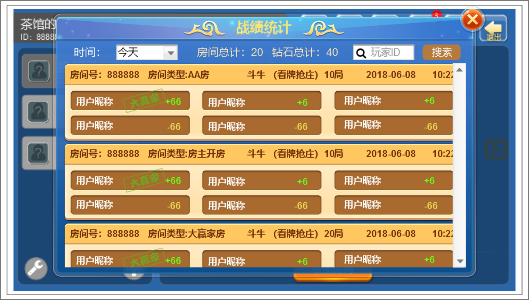 茶馆的
ID：88888
战绩统计
退出
时间： 今天 房间总计：20 钻石总计：40 玩家ID 搜索
房间号：888888 房间类型:AA房 斗牛 (百牌抢庄) 10局 2018-06-08 10:22
用户昵称 大赢家 +66 用户昵称 +6 用户昵称 +6
用户昵称 -66 用户昵称 -66 用户昵称 -66
房间号：888888 房间类型:房主开房 斗牛 (百牌抢庄) 10局 2018-06-08 10:22
用户昵称 大赢家 +66 用户昵称 +6 用户昵称 +6
用户昵称 -66 用户昵称 -66 用户昵称 -66
房间号：888888 房间类型:大赢家房 斗牛 (百牌抢庄) 20局 2018-06-08 10:22
用户昵称 大赢家 +66 用户昵称 +6 用户昵称 +6